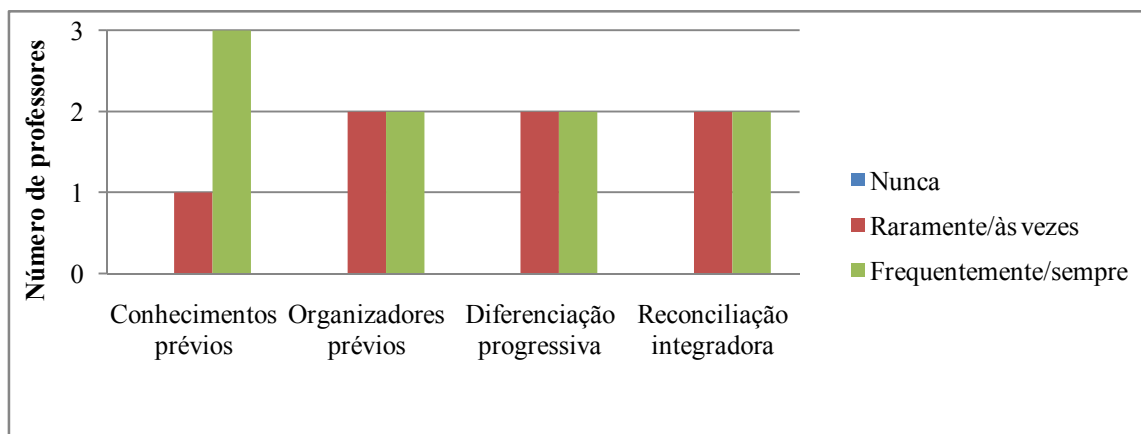 Número de professores
3
2
1
0
Conhecimentos prévios
Organizadores prévios
Diferenciação progressiva
Reconciliação integradora
Nunca
Raramente/às vezes
Frequentemente/sempre